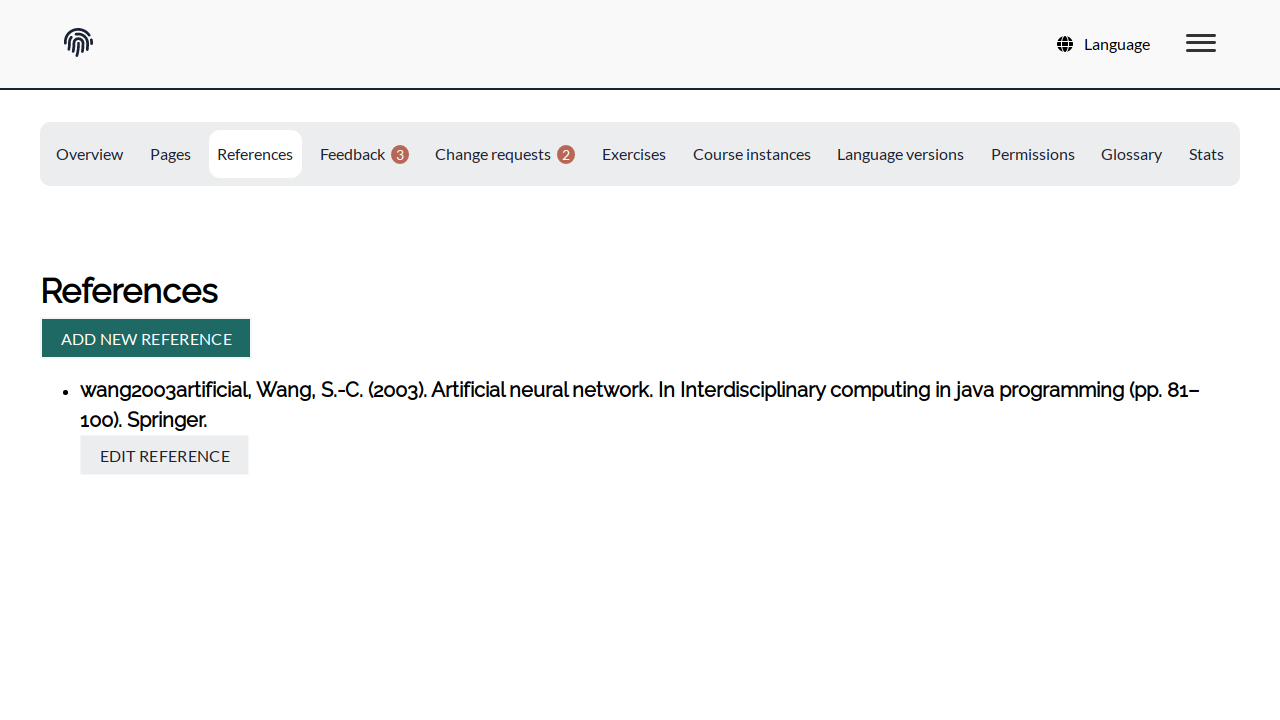 Language
Overview Pages References Feedback 3 Change requests 2 Exercises Course instances Language versions Permissions Glossary Stats
References
ADD NEW REFERENCE
• wang2003artificial, Wang, S.-C. (2003). Artificial neural network. In Interdisciplinary computing in java programming (pp. 81–
100). Springer.
EDIT REFERENCE